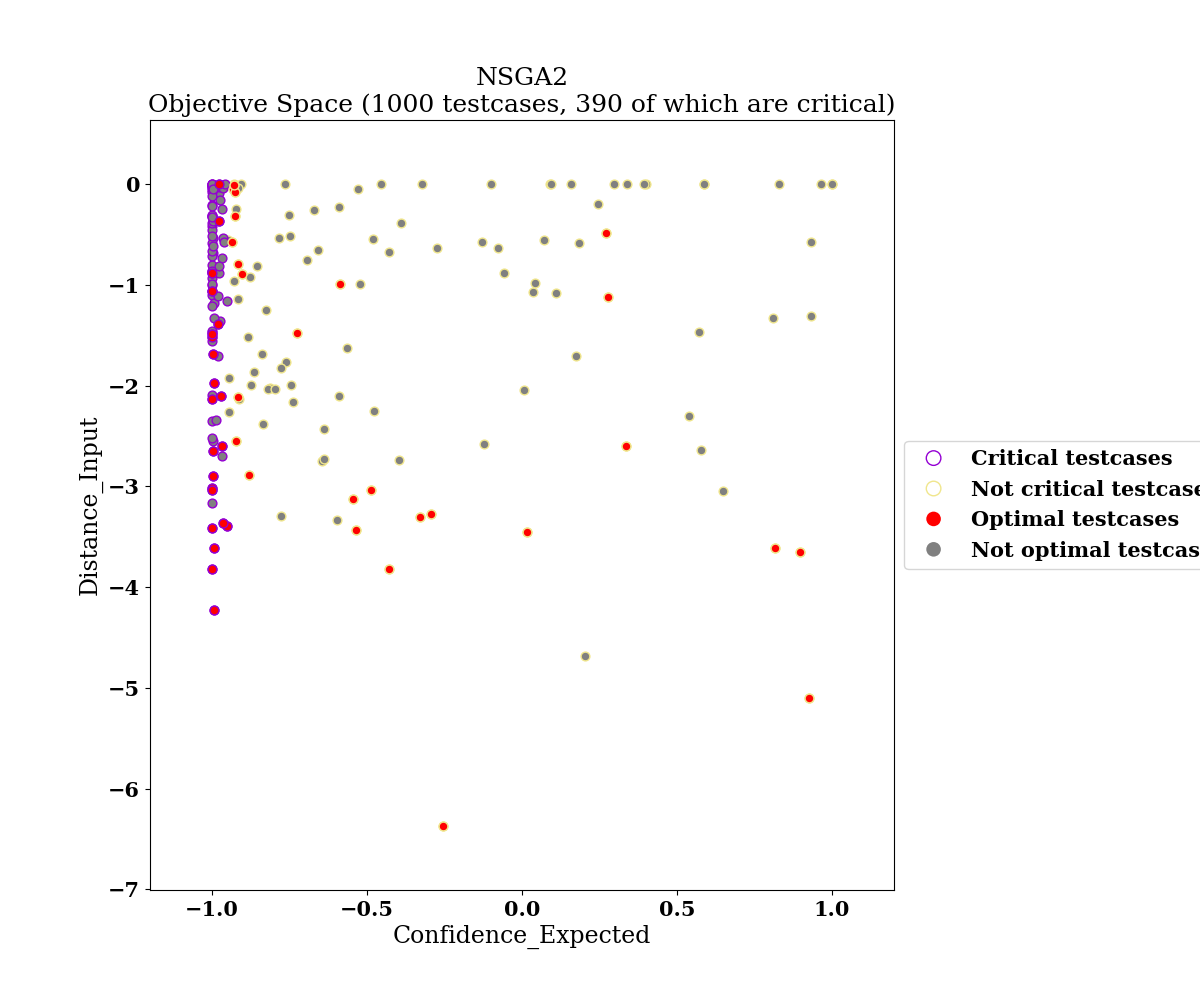 NSGA2
Objective Space (1000 testcases, 390 of which are critical)
0
−1
−2
−3
−4
−5
−6
−7
Distance_Input
−1.0
−0.5
0.0
0.5
1.0
Confidence_Expected
Critical testcases
Not critical testcase
Optimal testcases
Not optimal testcas